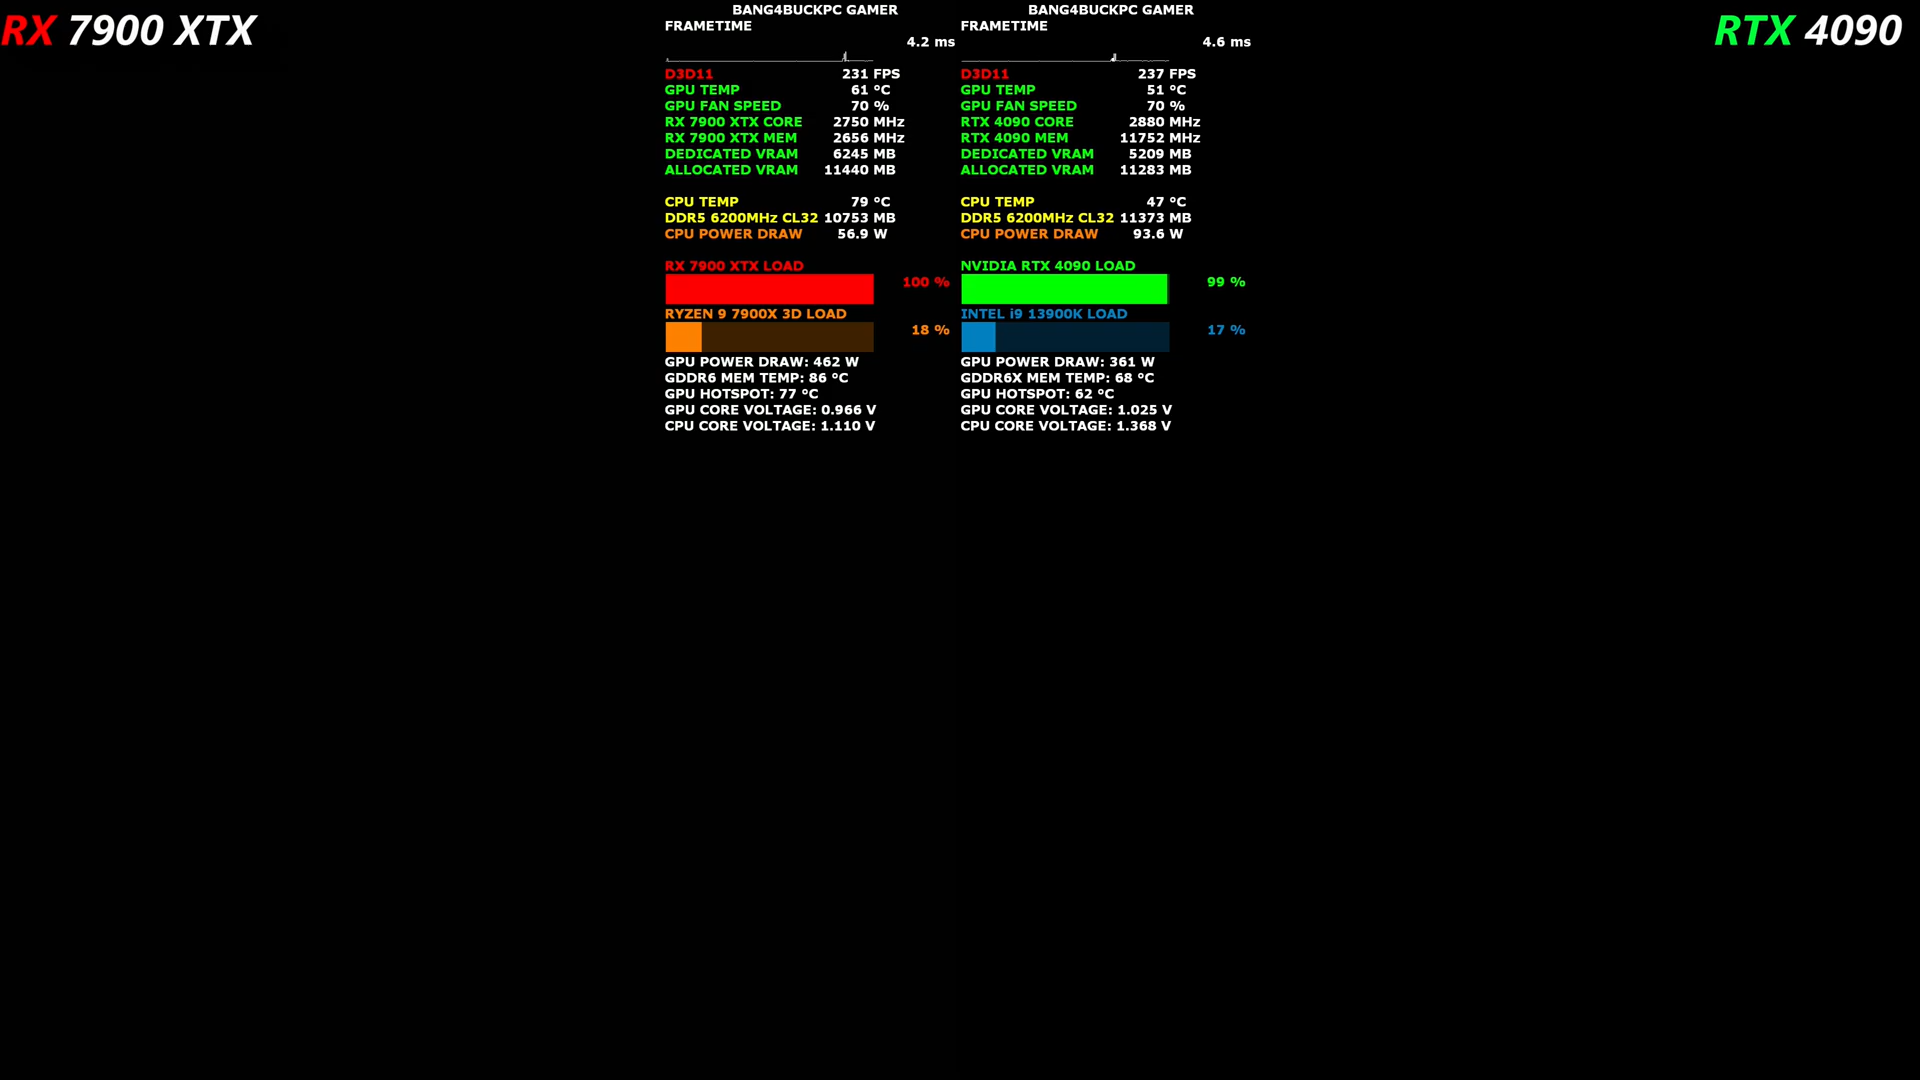 RX 7900 XTX
BANG4BUCKPC GAMER
FRAMETIME
4.2 ms
D3D11 231 FPS
GPU TEMP 61 °C
GPU FAN SPEED 70 %
RX 7900 XTX CORE 2750 MHz
RX 7900 XTX MEM 2656 MHz
DEDICATED VRAM 6245 MB
ALLOCATED VRAM 11440 MB
CPU TEMP 79 °C
DDR5 6200MHz CL32 10753 MB
CPU POWER DRAW 56.9 W
RX 7900 XTX LOAD
100 %
RYZEN 9 7900X 3D LOAD
18 %
GPU POWER DRAW: 462 W
GDDR6 MEM TEMP: 86 °C
GPU HOTSPOT: 77 °C
GPU CORE VOLTAGE: 0.966 V
CPU CORE VOLTAGE: 1.110 V
BANG4BUCKPC GAMER
FRAMETIME
4.6 ms
D3D11 237 FPS
GPU TEMP 51 °C
GPU FAN SPEED 70 %
RTX 4090 CORE 2880 MHz
RTX 4090 MEM 11752 MHz
DEDICATED VRAM 5209 MB
ALLOCATED VRAM 11283 MB
CPU TEMP 47 °C
DDR5 6200MHz CL32 11373 MB
CPU POWER DRAW 93.6 W
NVIDIA RTX 4090 LOAD
99 %
INTEL i9 13900K LOAD
17 %
GPU POWER DRAW: 361 W
GDDR6X MEM TEMP: 68 °C
GPU HOTSPOT: 62 °C
GPU CORE VOLTAGE: 1.025 V
CPU CORE VOLTAGE: 1.368 V
RTX 4090